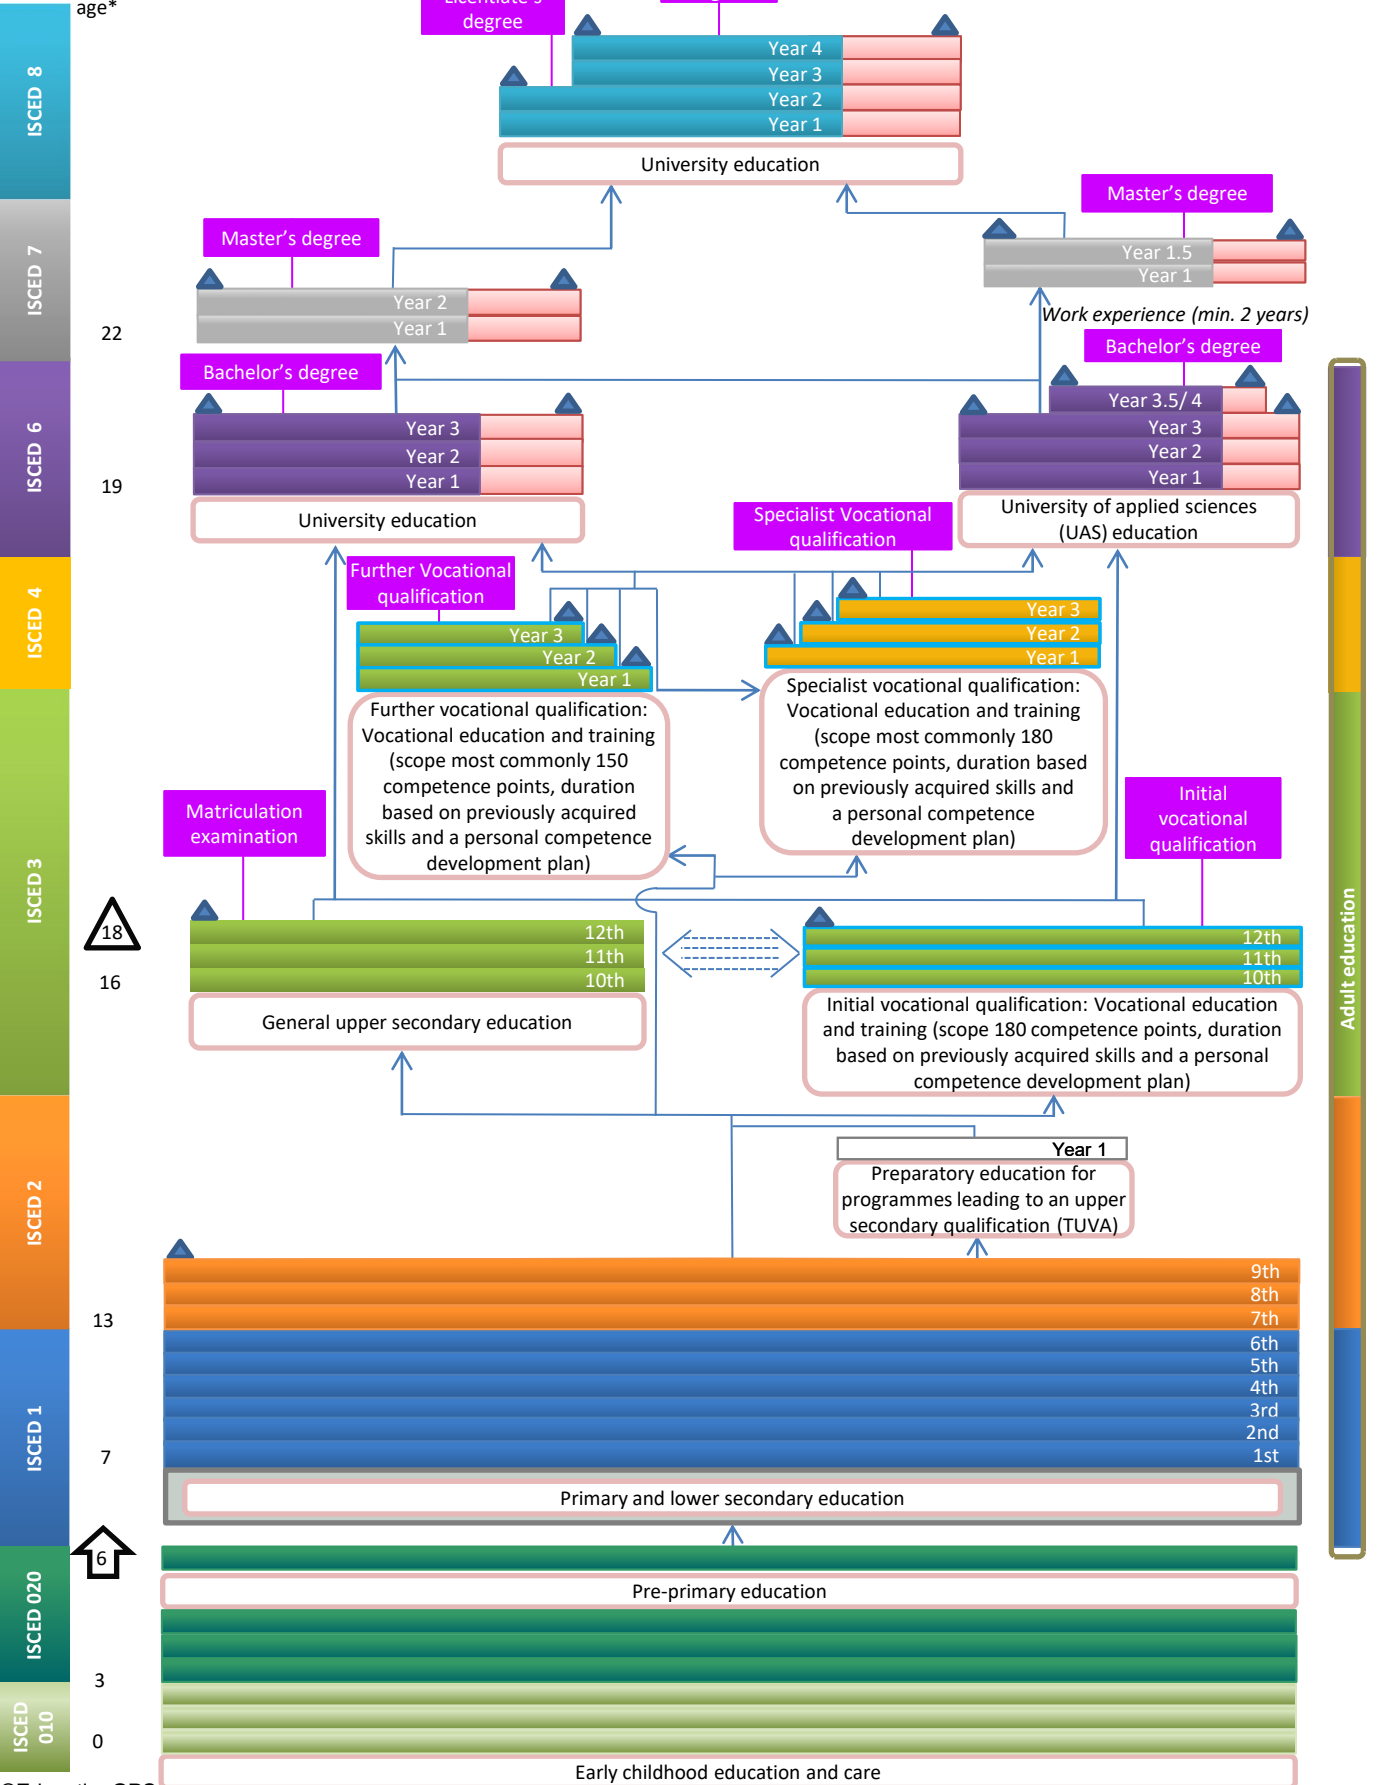 age*
degree
Year 4
Year 3
Year 2
Year 1
ISCED 8
University education
Master's degree
Master's degree
Year 1.5
Year 1
ISCED 7
Year 2
Year 1
Work experience (min. 2 years)
22
Bachelor's degree
Bachelor's degree
Year 3.5/ 4
Year 3
Year 2
Year 1
Year 3
Year 2
Year 1
ISCED 6
19
University education
University of applied sciences
(UAS) education
Specialist Vocational
qualification
Further Vocational
qualification
ISCED 4
Year 3
Year 2
Year 1
Year 3
Year 2
Year 1
Further vocational qualification:
Vocational education and training
(scope most commonly 150
competence points, duration
based on previously acquired
skills and a personal competence
development plan)
Specialist vocational qualification:
Vocational education and training
(scope most commonly 180
competence points, duration based
on previously acquired skills and
a personal competence
development plan)
Matriculation
examination
Initial
vocational
qualification
ISCED 3
18
16
12th
11th
10th
12th
11th
10th
Adult education
General upper secondary education
Initial vocational qualification: Vocational education
and training (scope 180 competence points, duration
based on previously acquired skills and a personal
competence development plan)
Year 1
Preparatory education for
programmes leading to an upper
secondary qualification (TUVA)
ISCED 2
9th
8th
7th
13
6th
5th
4th
3rd
2nd
1st
ISCED 1
7
Primary and lower secondary education
6
Pre-primary education
ISCED 020
3
ISCED
010
0
Early childhood education and care